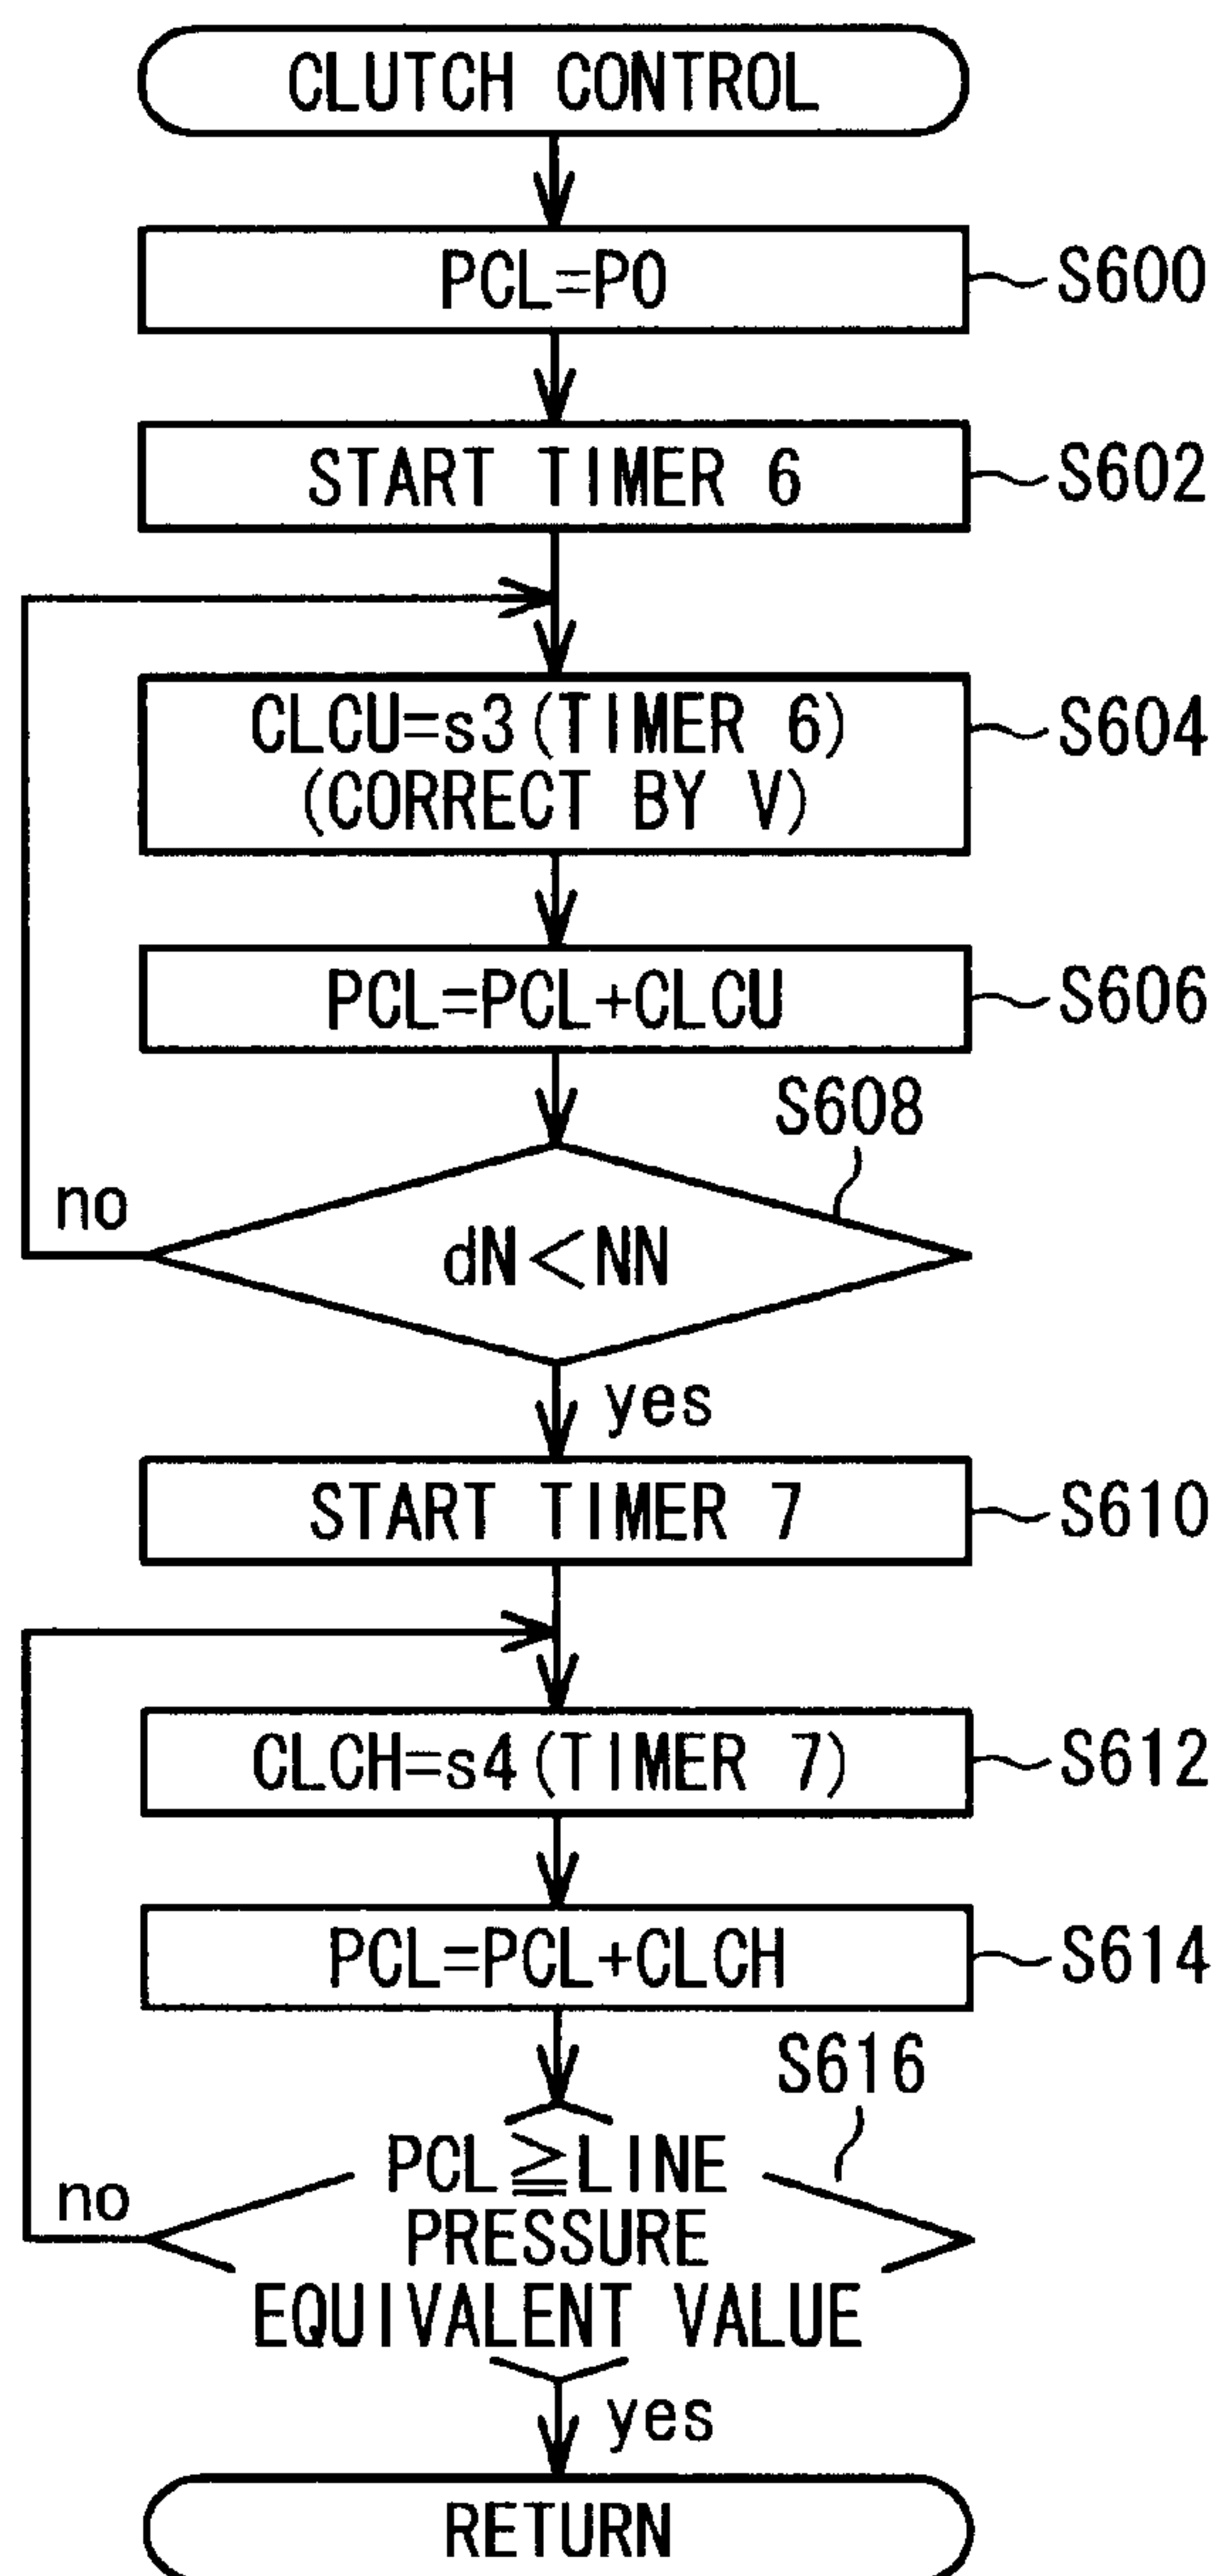 CLUTCH CONTROL
PCL=P0
S600
START TIMER 6
S602
CLCU=s3(TIMER 6)
(CORRECT BY V)
S604
PCL=PCL+CLCU
S606
S608
dN<NN
no
yes
START TIMER 7
S610
CLCH=s4(TIMER 7)
S612
PCL=PCL+CLCH
S614
S616
PCL≧LINE
PRESSURE
EQUIVALENT VALUE
no
yes
RETURN